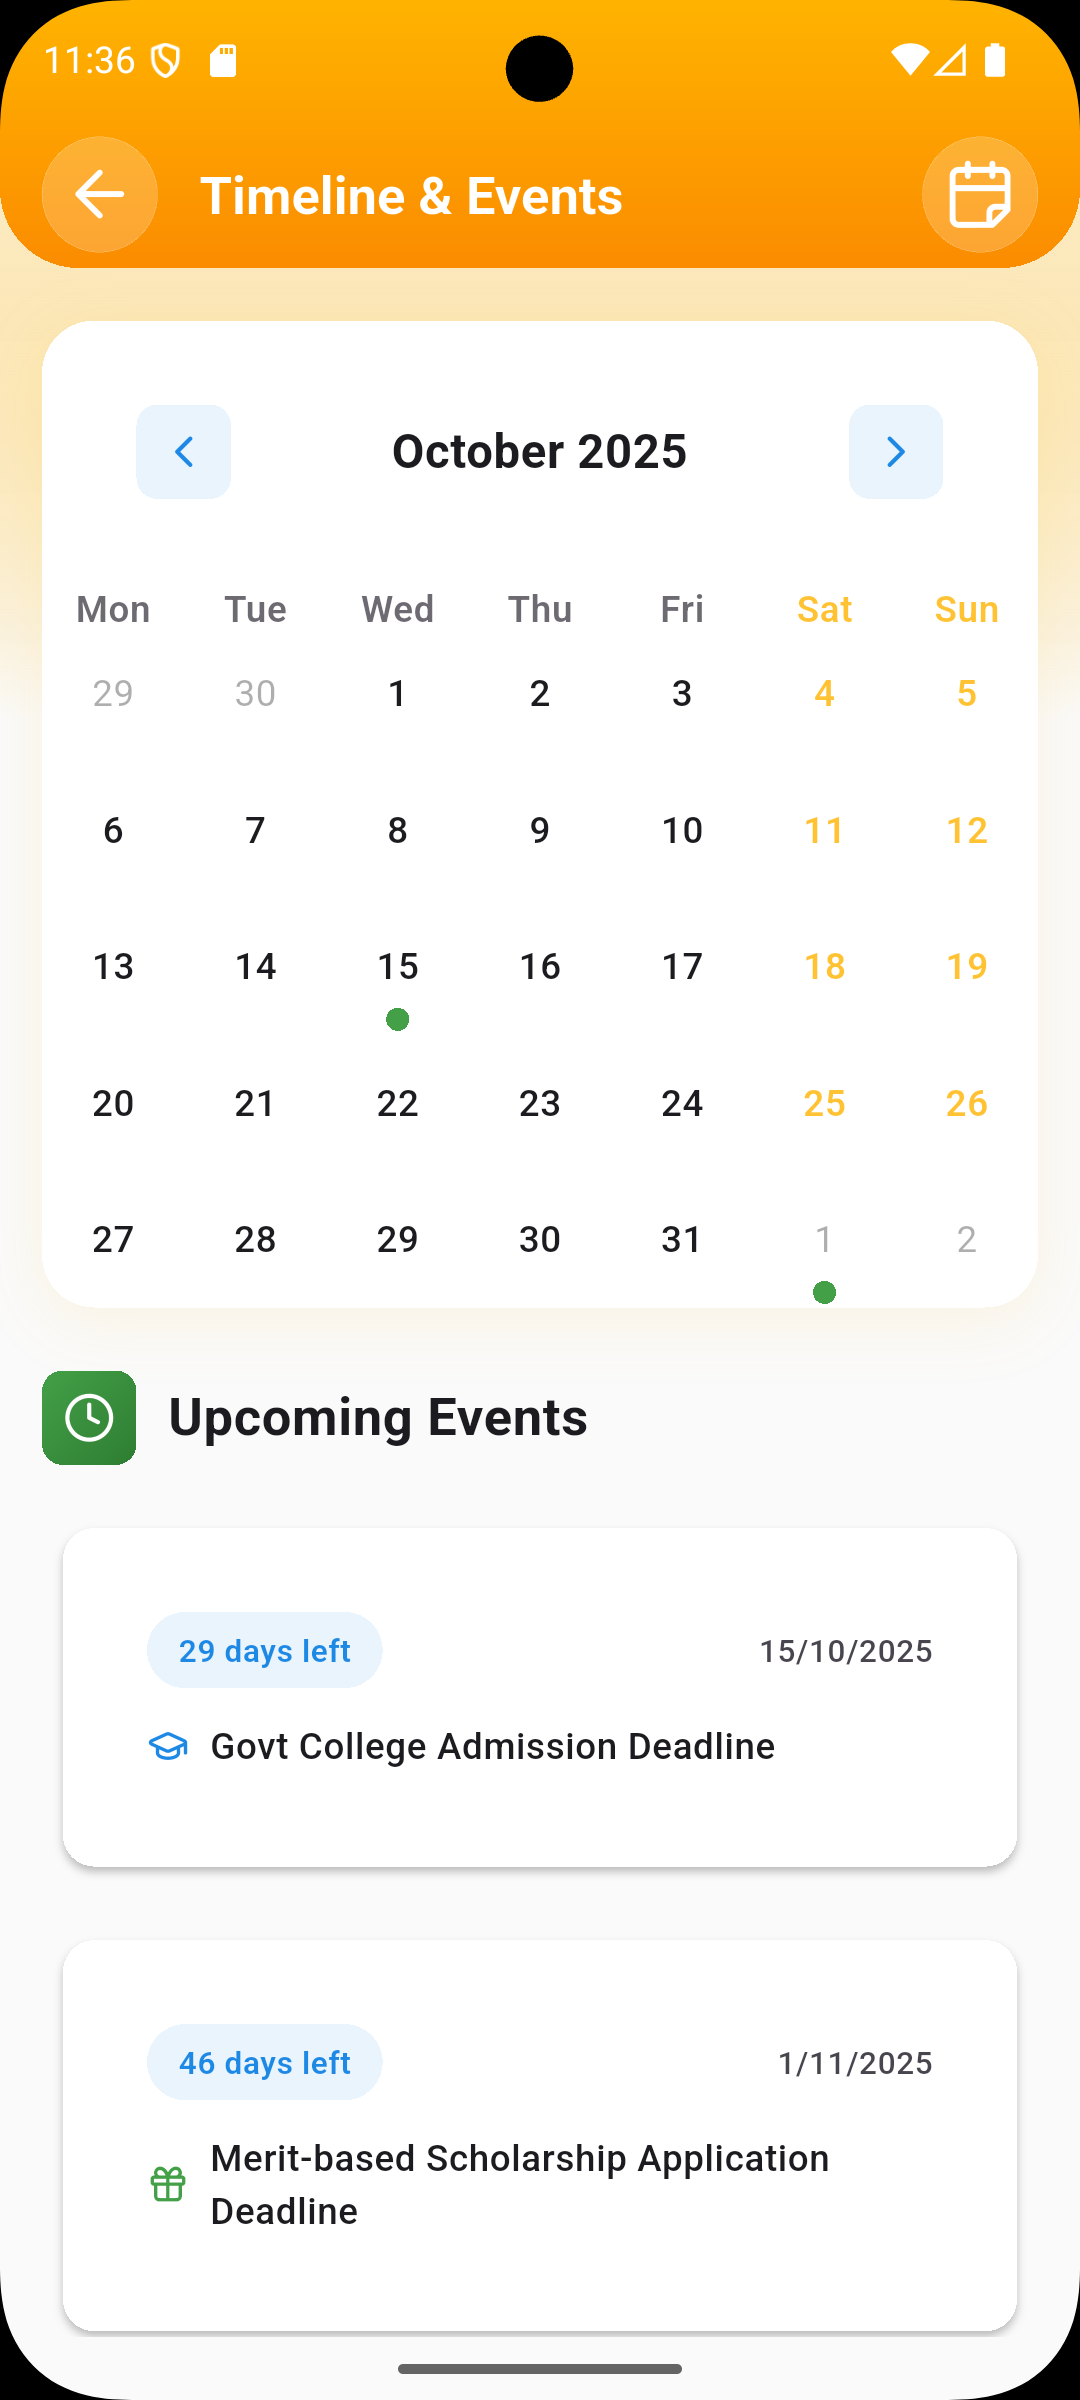 11:36
Timeline & Events
October 2025
Mon Tue Wed Thu Fri Sat Sun
29 30 1 2 3 4 5
6 7 8 9 10 11 12
13 14 15 16 17 18 19
20 21 22 23 24 25 26
27 28 29 30 31 1 2
Upcoming Events
29 days left 15/10/2025
Govt College Admission Deadline
46 days left 1/11/2025
Merit-based Scholarship Application
Deadline